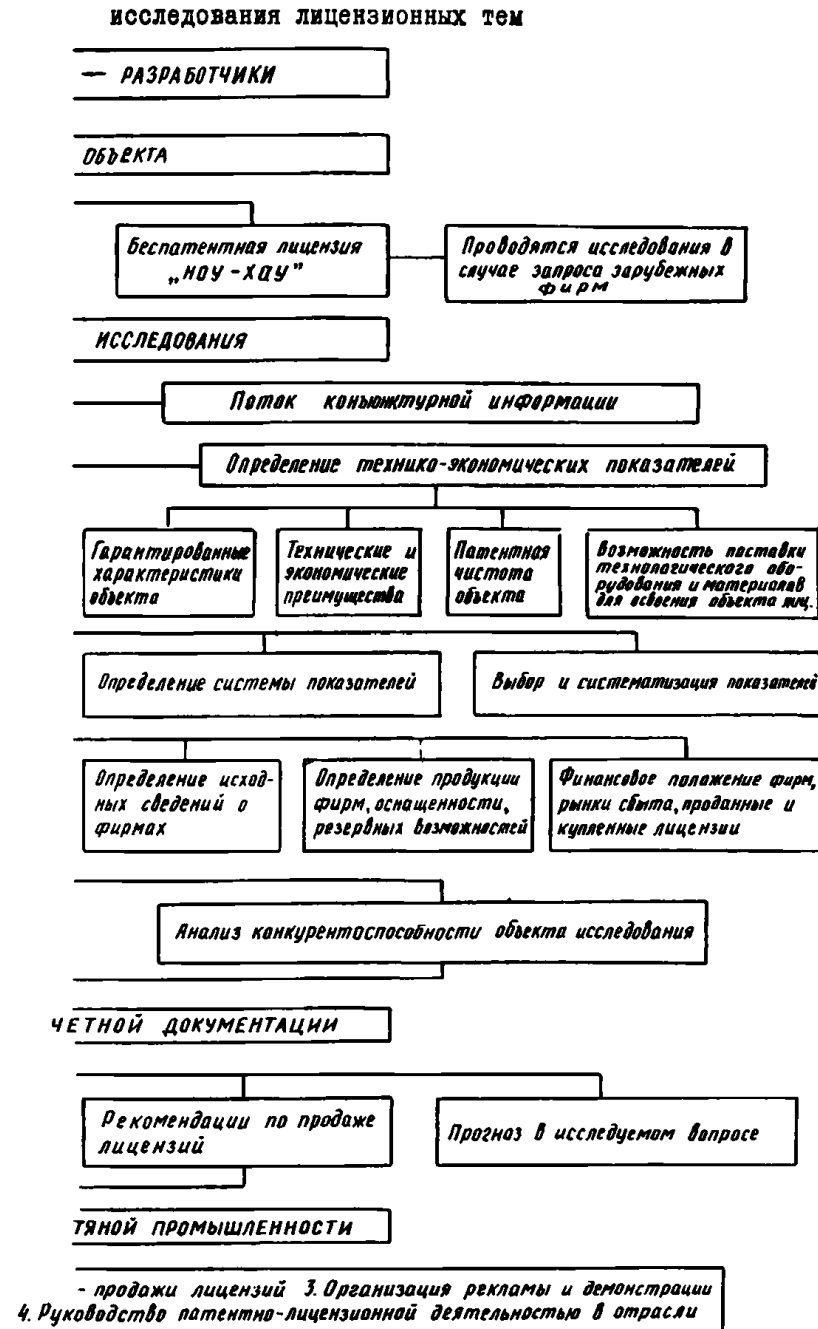 исследования лицензионных тем
— РАЗРАБОТЧИКИ
ОБЪЕКТА
Беспатентная лицензия
„НОУ-ХАУ”
Проводятся исследования в
случае запроса зарубежных
фирм
ИССЛЕДОВАНИЯ
Поток конъюнктурной информации
Определение технико-экономических показателей
Гарантированные
характеристики
объекта
Технические и
экономические
преимущества
Патентная
чистота
объекта
Возможность поставки
технологического обо-
рудования и материалов
для освоения объекта лиц.
Определение системы показателей
Выбор и систематизация показателей
Определение исход-
ных сведений о
фирмах
Определение продукции
фирм, оснащенности,
резервных возможностей
Финансовое положение фирм,
рынки сбыта, проданные и
купленные лицензии
Анализ конкурентоспособности объекта исследования
ЧЕТНОЙ ДОКУМЕНТАЦИИ
Рекомендации по продаже
лицензий
Прогноз в исследуемом вопросе
ТЯНОЙ ПРОМЫШЛЕННОСТИ
- продажи лицензий 3. Организация рекламы и демонстрации
4. Руководство патентно-лицензионной деятельностью в отрасли